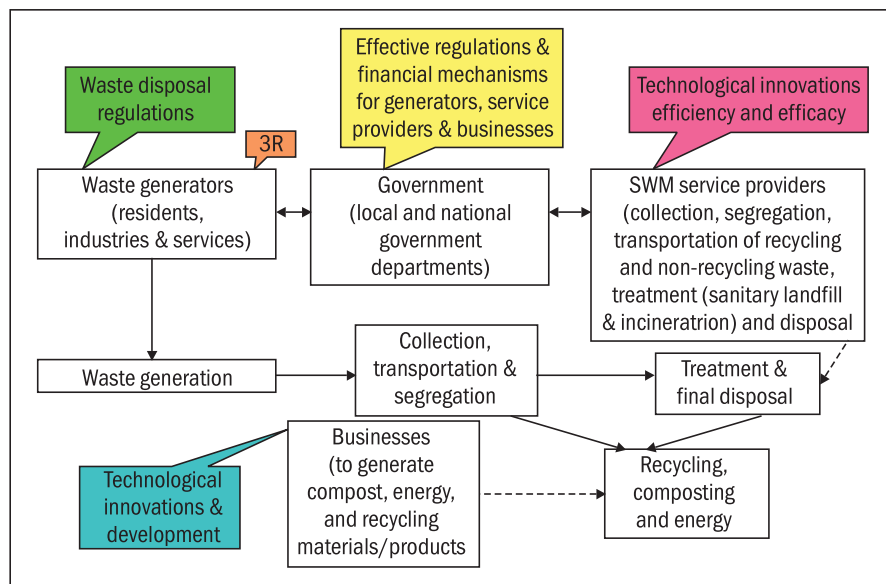 Waste disposal
regulations
3R
Effective regulations &
financial mechanisms
for generators, service
providers & businesses
Technological innovations
efficiency and efficacy
Waste generators
(residents,
industries & services)
Government
(local and national
government
departments)
SWM service providers
(collection, segregation,
transportation of recycling
and non-recycling waste,
treatment (sanitary landfill
& incineratrion) and disposal
Waste generation
Collection,
transportation &
segregation
Treatment &
final disposal
Technological
innovations &
development
Businesses
(to generate
compost, energy,
and recycling
materials/products
Recycling,
composting
and energy